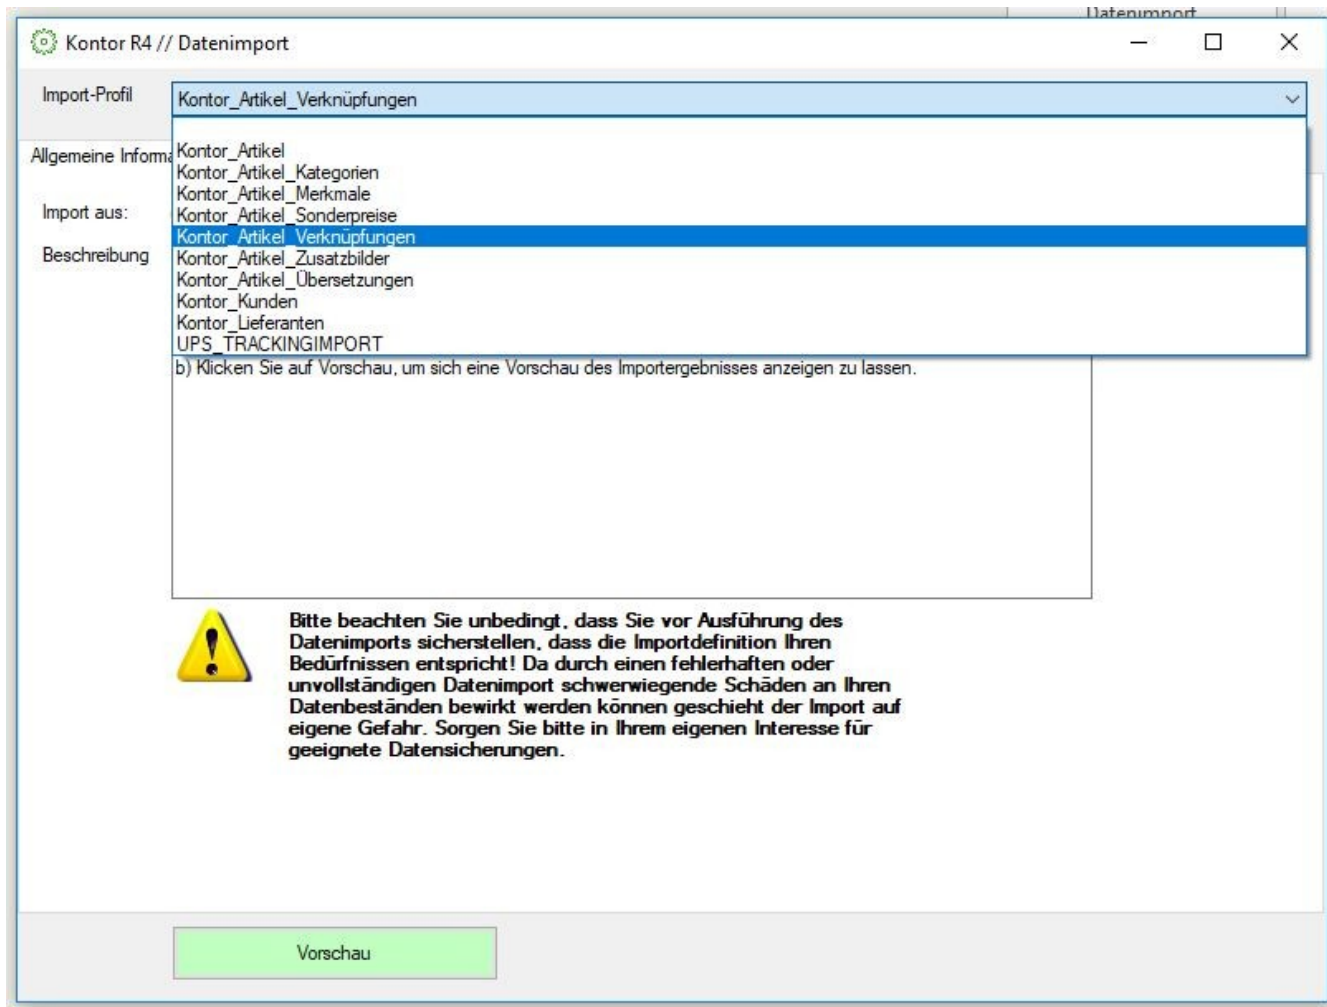 Datenimport
Kontor R4 // Datenimport
Import-Profil
Kontor_Artikel_Verknüpfungen
Kontor_Artikel
Allgemeine Informa
Kontor_Artikel_Kategorien
Kontor_Artikel_Merkmale
Import aus:
Kontor_Artikel_Sonderpreise
Kontor_Artikel_Verknüpfungen
Beschreibung
Kontor_Artikel_Zusatzbilder
Kontor_Artikel_Übersetzungen
Kontor_Kunden
Kontor_Lieferanten
UPS_TRACKINGIMPORT
b) Klicken Sie auf Vorschau, um sich eine Vorschau des Importergebnisses anzeigen zu lassen.
Bitte beachten Sie unbedingt, dass Sie vor Ausführung des
Datenimports sicherstellen, dass die Importdefinition Ihren
Bedürfnissen entspricht! Da durch einen fehlerhaften oder
unvollständigen Datenimport schwerwiegende Schäden an Ihren
Datenbeständen bewirkt werden können geschieht der Import auf
eigene Gefahr. Sorgen Sie bitte in Ihrem eigenen Interesse für
geeignete Datensicherungen.
Vorschau